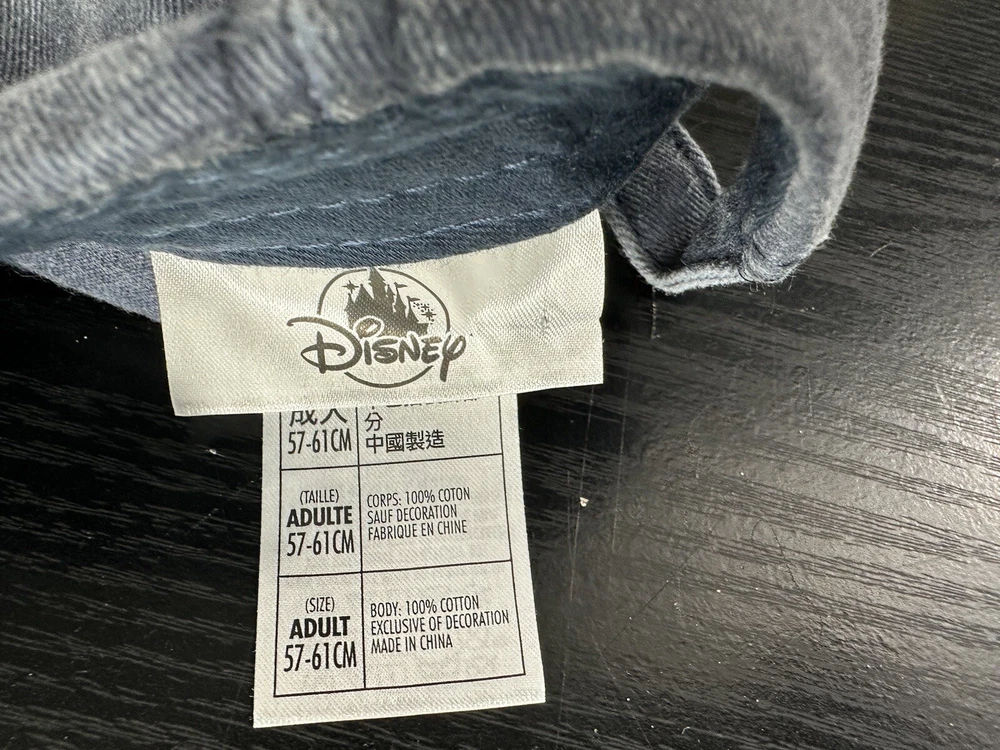 DISNEY
成人
57-61CM
分
中國製造
(TAILLE)
ADULTE
57-61CM
CORPS: 100% COTON
SAUF DECORATION
FABRIQUE EN CHINE
(SIZE)
ADULT
57-61CM
BODY: 100% COTTON
EXCLUSIVE OF DECORATION
MADE IN CHINA